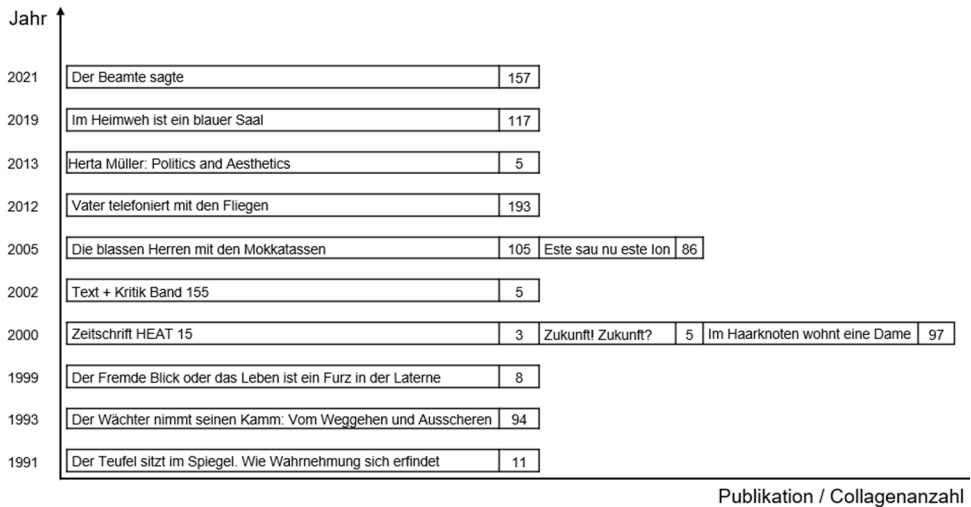 Jahr
2021 Der Beamte sagte 157
2019 Im Heimweh ist ein blauer Saal 117
2013 Herta Müller: Politics and Aesthetics 5
2012 Vater telefoniert mit den Fliegen 193
2005 Die blassen Herren mit den Mokkatassen 105 Este sau nu este Ion 86
2002 Text + Kritik Band 155 5
2000 Zeitschrift HEAT 15 3 Zukunft! Zukunft? 5 Im Haarknoten wohnt eine Dame 97
1999 Der Fremde Blick oder das Leben ist ein Furz in der Laterne 8
1993 Der Wächter nimmt seinen Kamm: Vom Weggehen und Ausscheren 94
1991 Der Teufel sitzt im Spiegel. Wie Wahrnehmung sich erfindet 11
Publikation / Collagenanzahl